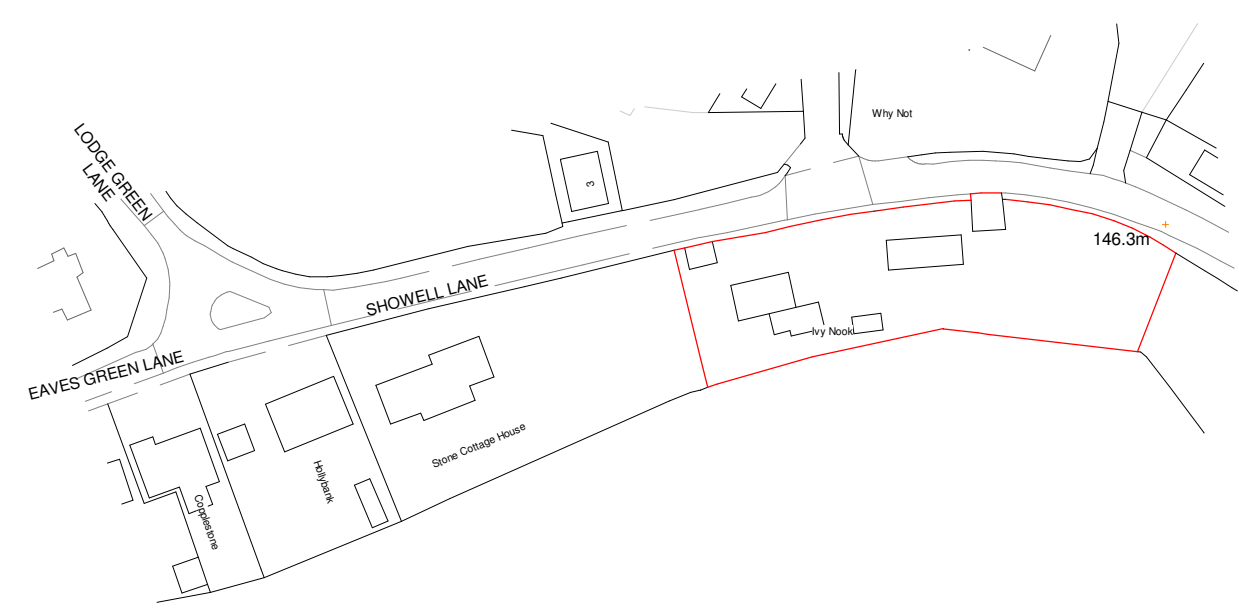 Why Not
LODGE GREEN
LANE
3
146.3m
SHOWELL LANE
Ivy Nook
EAVES GREEN LANE
Stone Cottage House
Hollybank
Copplestone